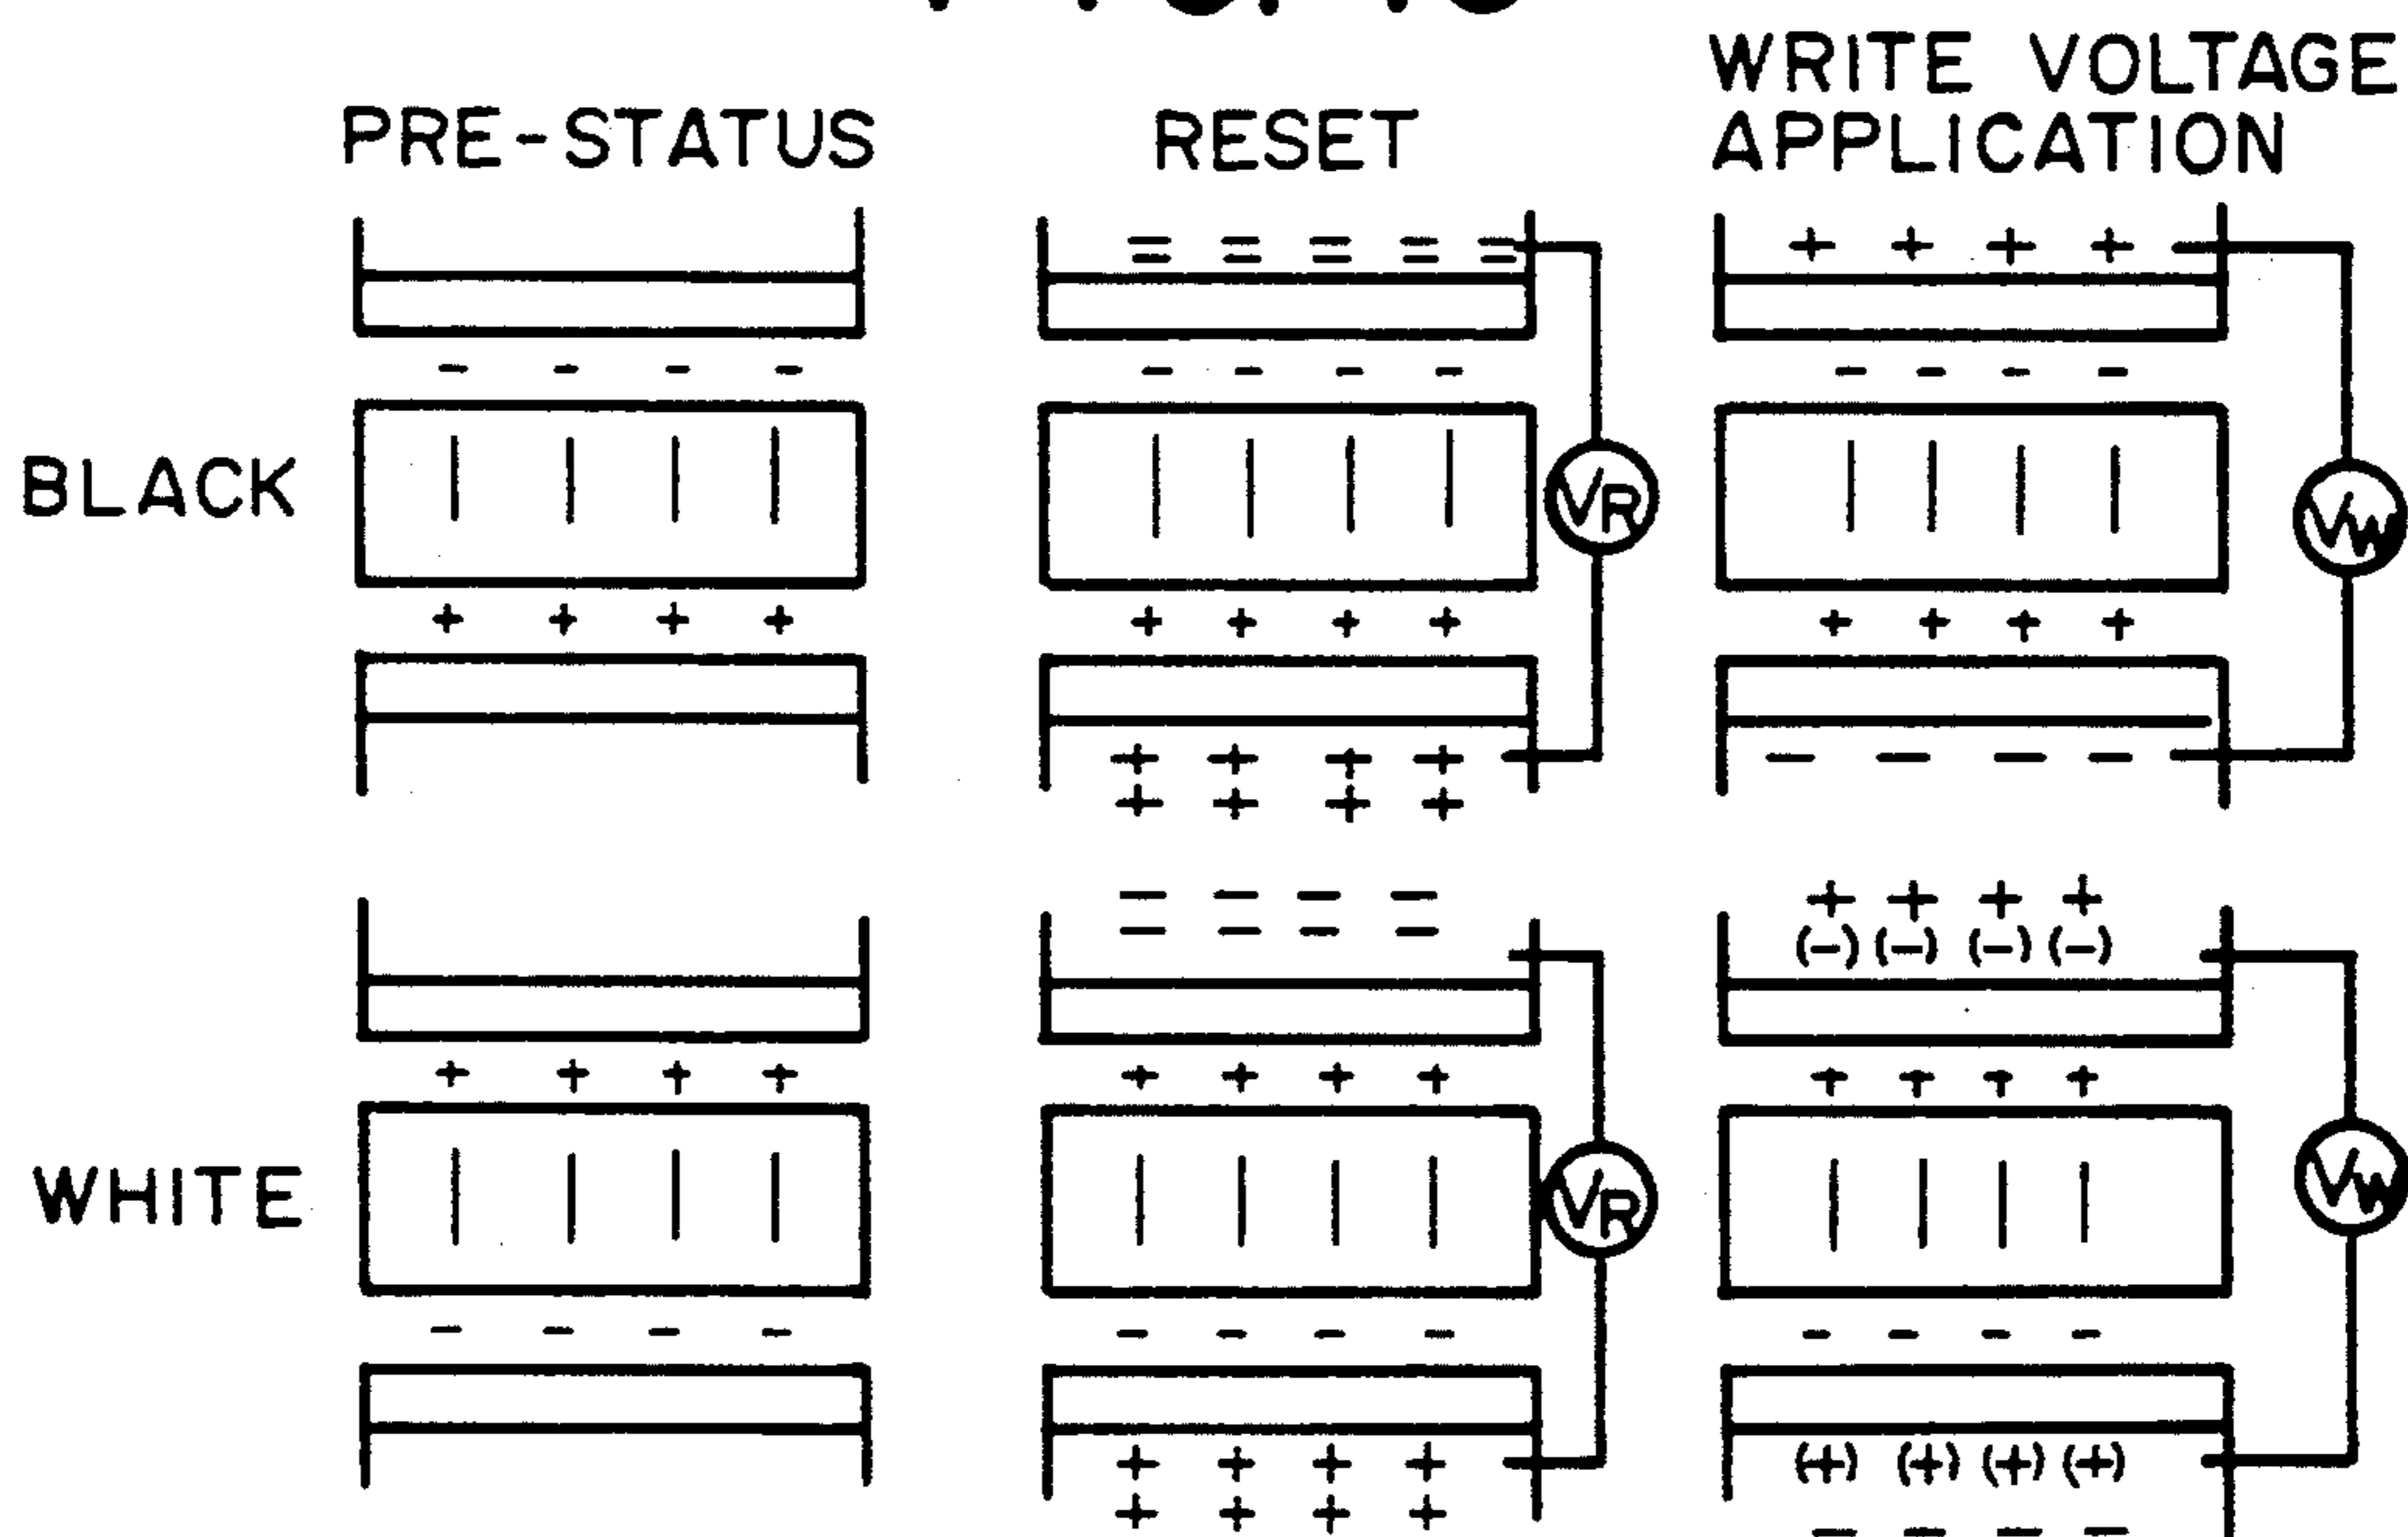 WRITE VOLTAGE
PRE-STATUS RESET APPLICATION
= = = = = + + + +
- - - - - - - - - - - -
BLACK VR VW
+ + + + + + + + + + + +
+ + + + - - - -
+ + + +
- - - - + + + +
- - - - (-) (-) (-) (-)
+ + + + + + + + + + + +
WHITE VR VW
- - - - - - - - - - - -
+ + + + (+) (+) (+) (+)
+ + + + - - - -